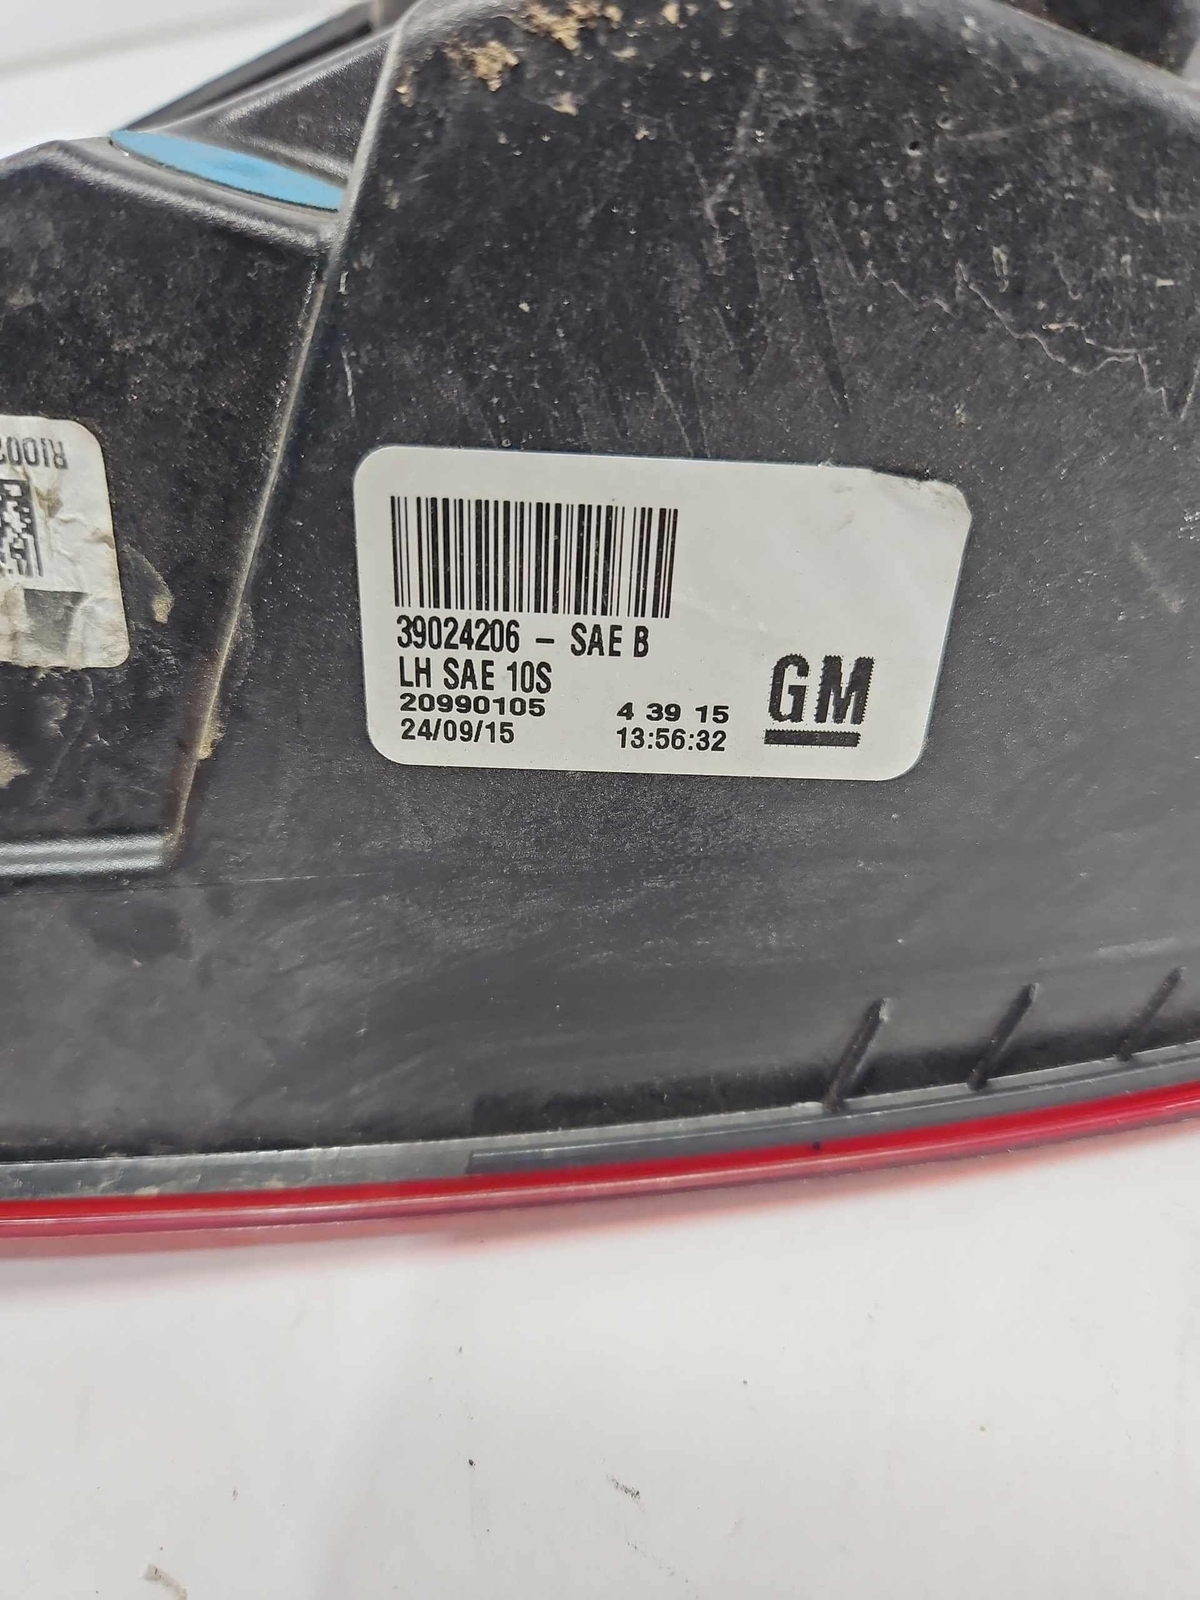 39024206 - SAE B
LH SAE 10S
20990105 4 39 15
24/09/15 13:56:32
GM